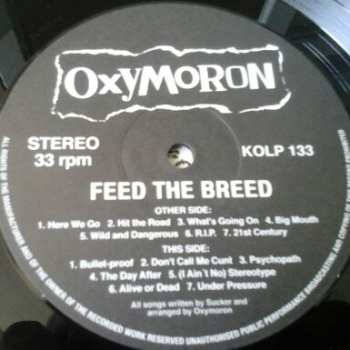 OXYMORON
STEREO
33 rpm
KOLP 133
FEED THE BREED
OTHER SIDE:
1. Here We Go 2. Hit the Road 3. What's Going On 4. Big Mouth
5. Wild and Dangerous 6. R.I.P. 7. 21st Century
THIS SIDE:
1. Bullet-proof 2. Don't Call Me Cunt 3. Psychopath
4. The Day After 5. (I Ain't No) Stereotype
6. Alive or Dead 7. Under Pressure
All songs written by Sucker and
arranged by Oxymoron
ALL RIGHTS OF THE MANUFACTURER AND OF THE OWNER OF THE RECORDED WORK RESERVED UNAUTHORISED PUBLIC PERFORMANCE BROADCASTING AND COPYING OF THIS